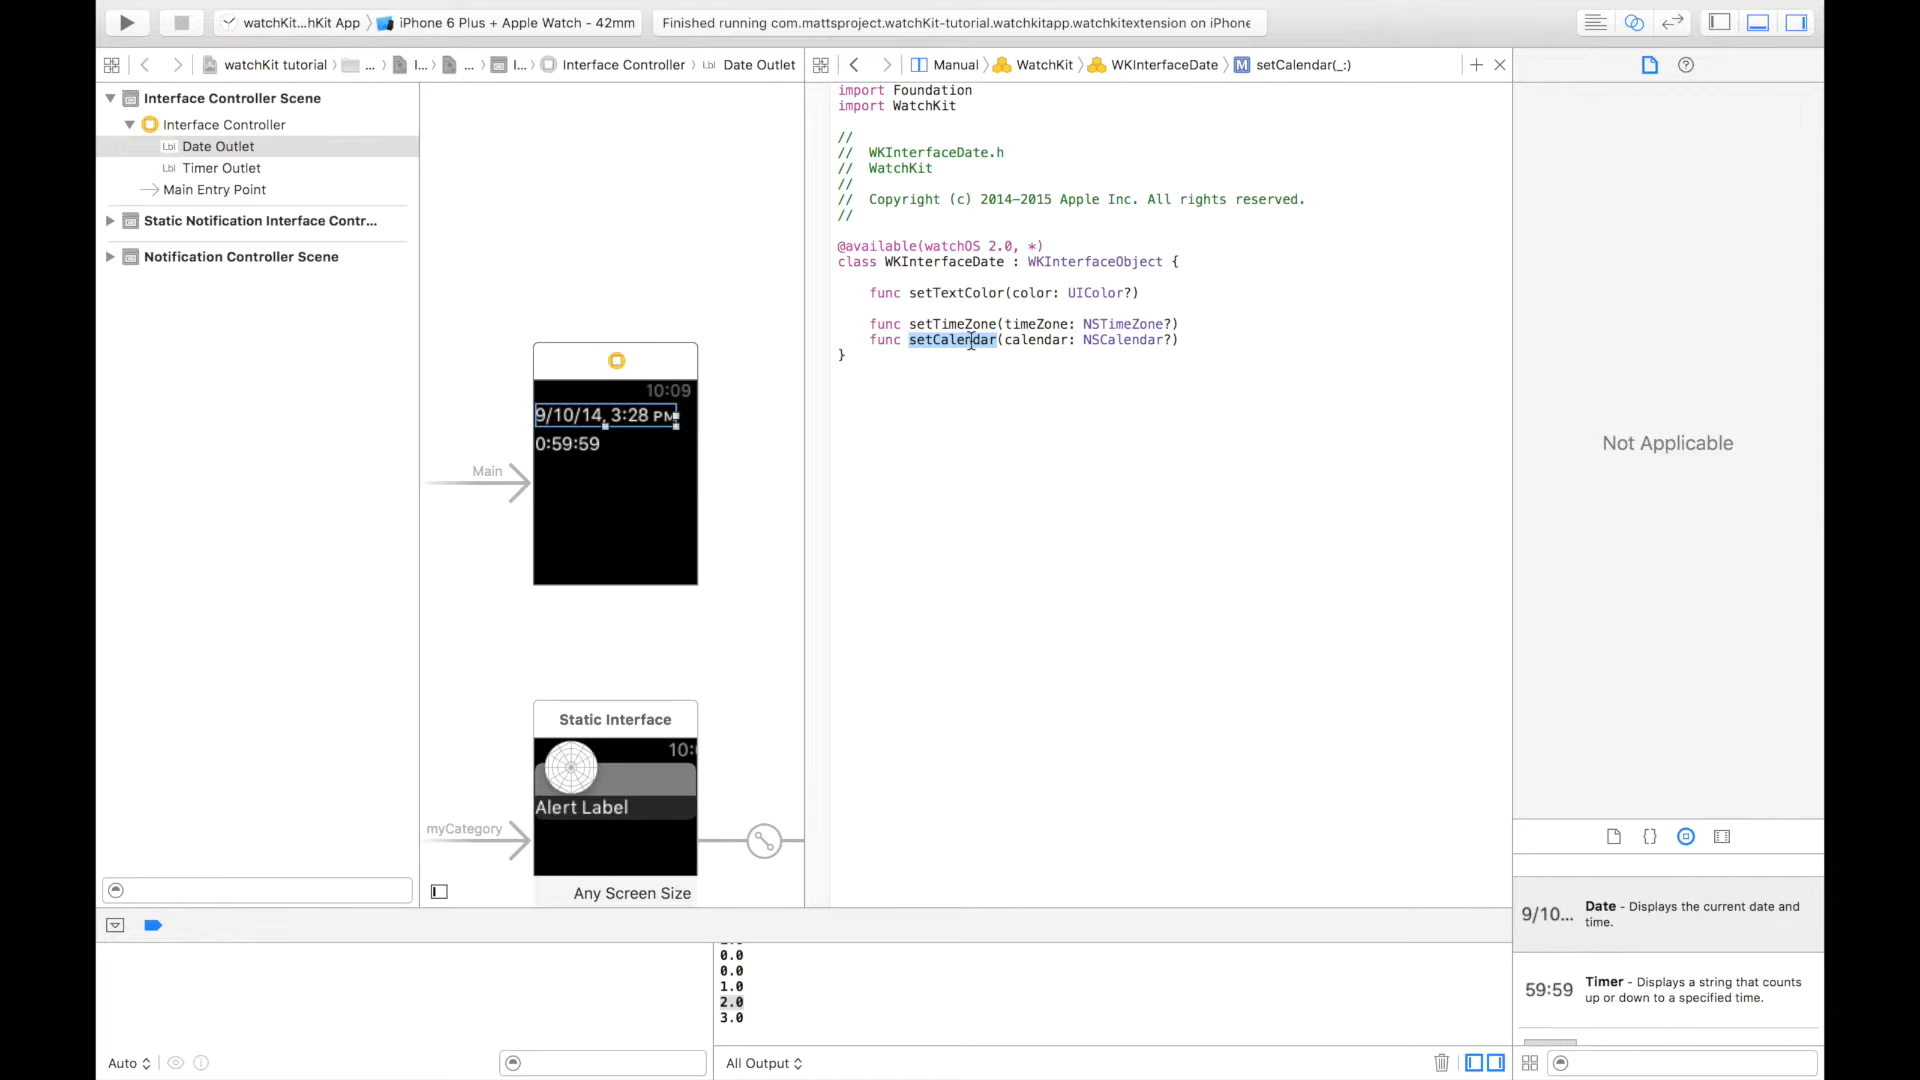 watchKit...hKit App
iPhone 6 Plus + Apple Watch - 42mm
Finished running com.mattsproject.watchKit-tutorial.watchkitapp.watchkitextension on iPhone
watchKit tutorial
...
I...
...
I...
Interface Controller
Lbl Date Outlet
Manual
WatchKit
WKInterfaceDate
M setCalendar(_:)
Interface Controller Scene
Interface Controller
Lbl Date Outlet
Lbl Timer Outlet
Main Entry Point
Static Notification Interface Contr...
Notification Controller Scene
Main
10:09
9/10/14, 3:28 PM
0:59:59
Static Interface
Alert Label
myCategory
Any Screen Size
import Foundation
import WatchKit
//
// WKInterfaceDate.h
// WatchKit
//
// Copyright (c) 2014–2015 Apple Inc. All rights reserved.
//
@available(watchOS 2.0, *)
class WKInterfaceDate : WKInterfaceObject {
func setTextColor(color: UIColor?)
func setTimeZone(timeZone: NSTimeZone?)
func setCalendar(calendar: NSCalendar?)
}
Not Applicable
{}
9/10...
Date - Displays the current date and
time.
59:59
Timer - Displays a string that counts
up or down to a specified time.
0.0
0.0
1.0
2.0
3.0
Auto
All Output